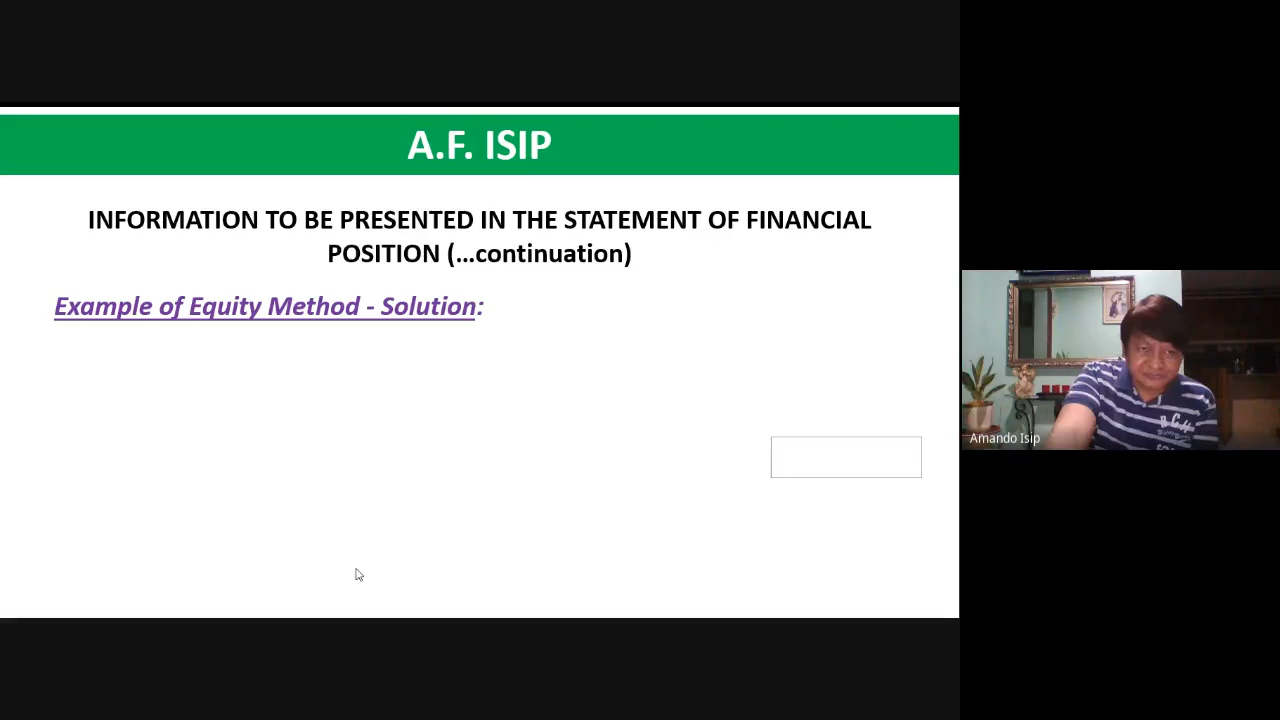 A.F. ISIP
INFORMATION TO BE PRESENTED IN THE STATEMENT OF FINANCIAL
POSITION (...continuation)
Example of Equity Method - Solution:
Amando Isip